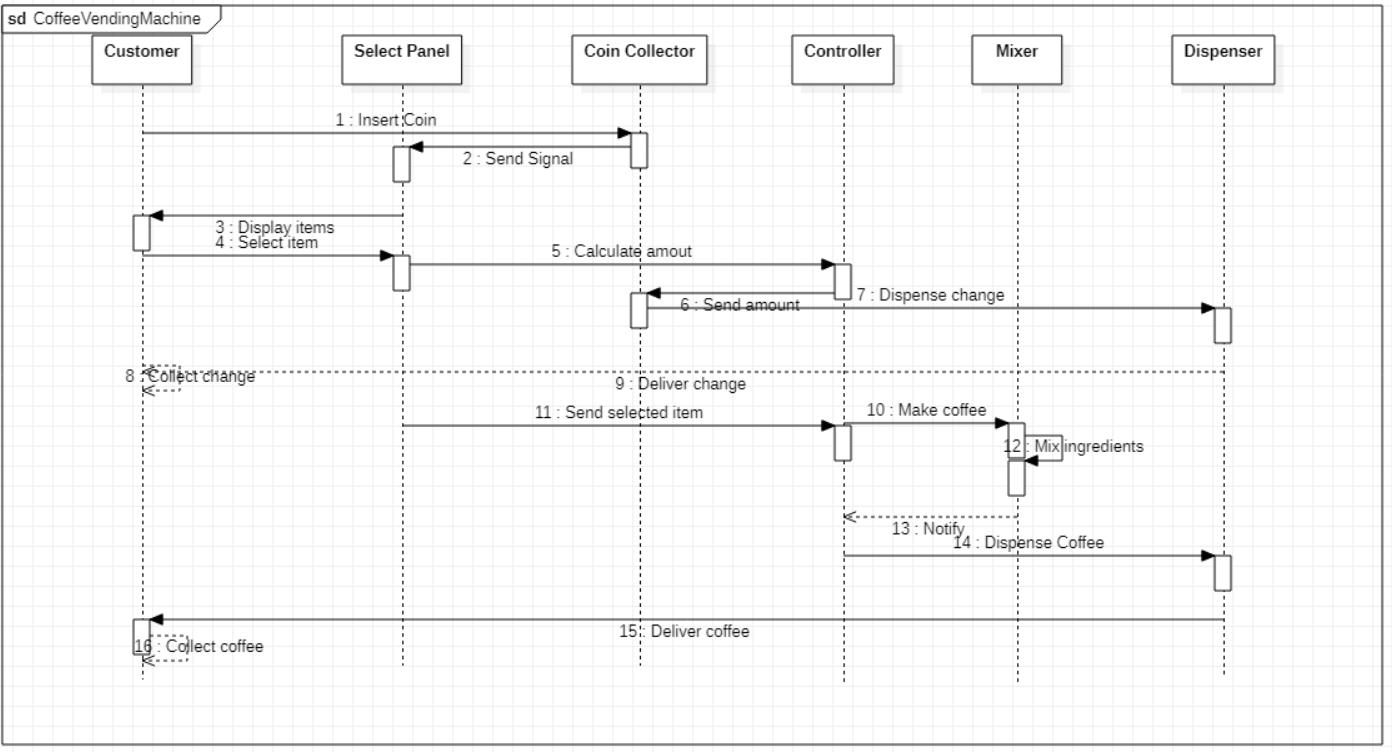 sd CoffeeVendingMachine
Customer
Select Panel
Coin Collector
Controller
Mixer
Dispenser
1 : Insert Coin
2 : Send Signal
3 : Display items
4 : Select item
5 : Calculate amout
6 : Send amount
7 : Dispense change
8 : Collect change
9 : Deliver change
10 : Make coffee
11 : Send selected item
12 : Mix ingredients
13 : Notify
14 : Dispense Coffee
15 : Deliver coffee
16 : Collect coffee